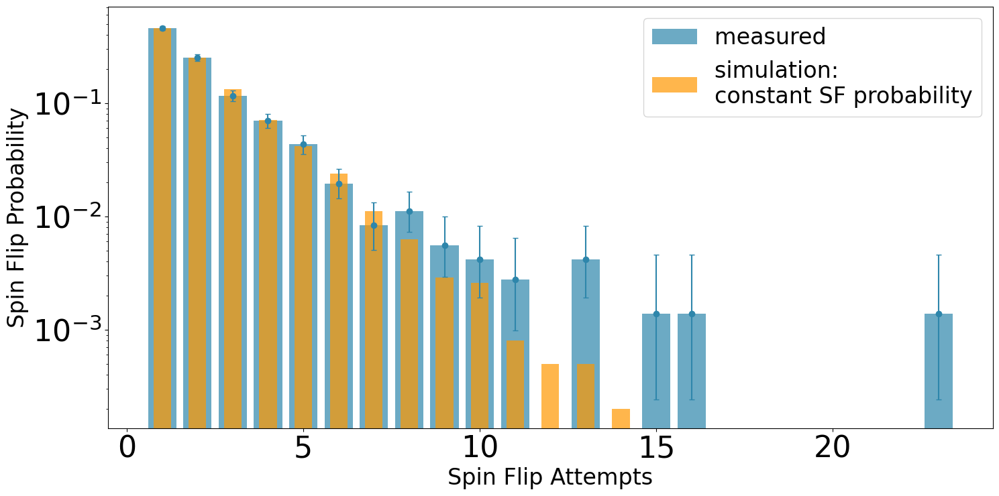 measured
simulation:
constant SF probability
Spin Flip Probability
10⁻¹
10⁻²
10⁻³
0 5 10 15 20
Spin Flip Attempts